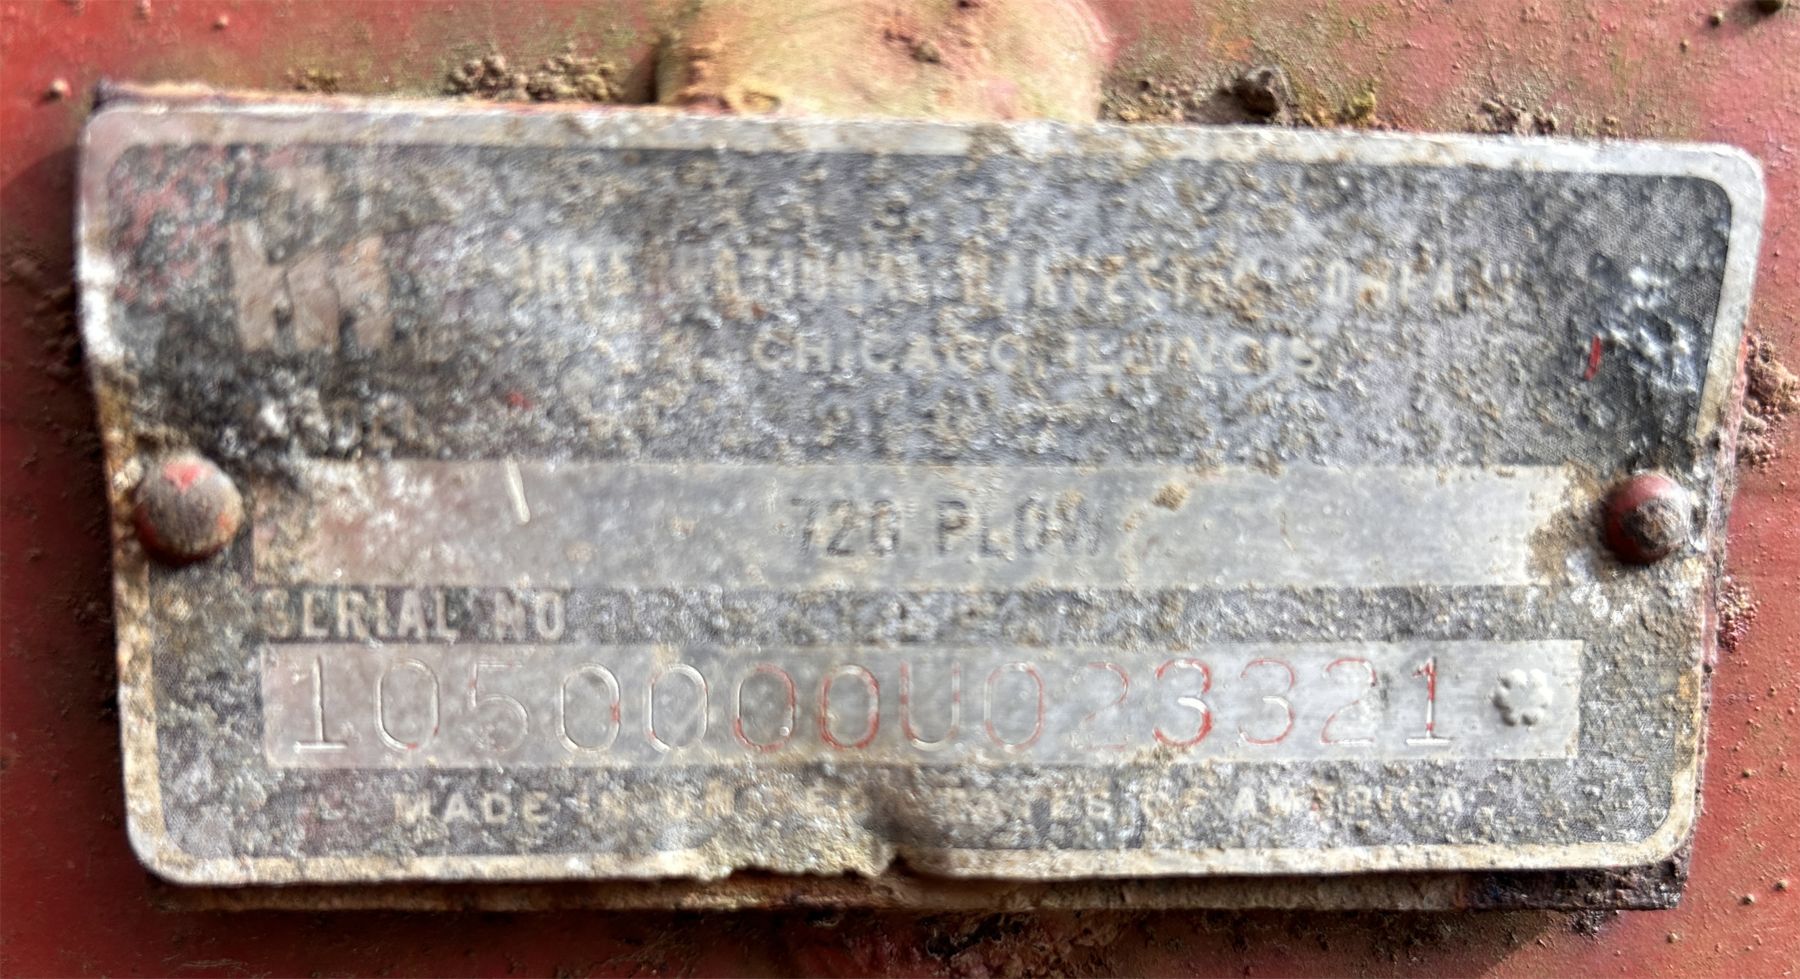 INTERNATIONAL HARVESTER COMPANY
CHICAGO, ILLINOIS
720 PLOW
SERIAL NO
1050000U023321
MADE IN UNITED STATES OF AMERICA